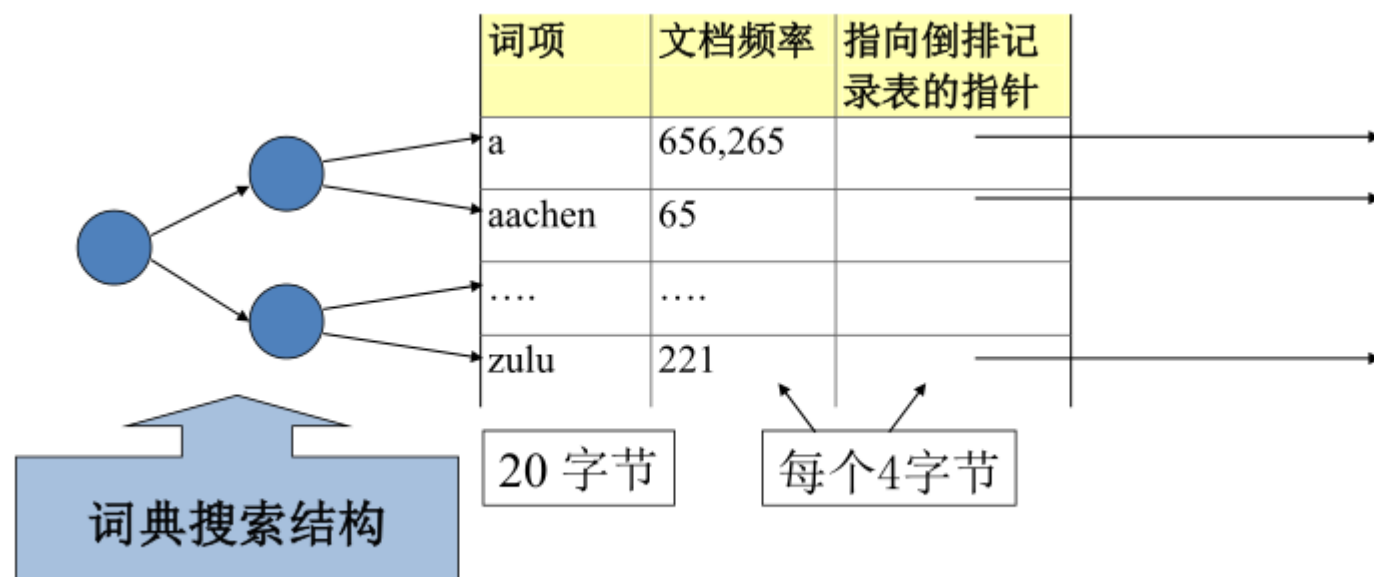 词项 文档频率 指向倒排记
录表的指针
a 656,265
aachen 65
…. ….
zulu 221
20 字节 每个4字节
词典搜索结构